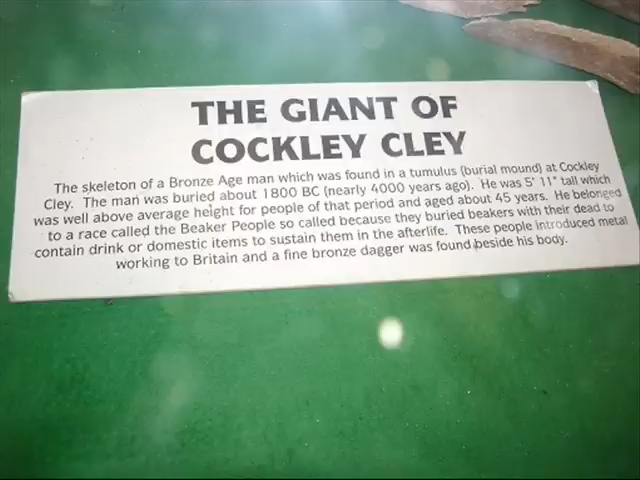 THE GIANT OF
COCKLEY CLEY
The skeleton of a Bronze Age man which was found in a tumulus (burial mound) at Cockley
Cley. The man was buried about 1800 BC (nearly 4000 years ago). He was 5' 11" tall which
was well above average height for people of that period and aged about 45 years. He belonged
to a race called the Beaker People so called because they buried beakers with their dead to
contain drink or domestic items to sustain them in the afterlife. These people introduced metal
working to Britain and a fine bronze dagger was found beside his body.